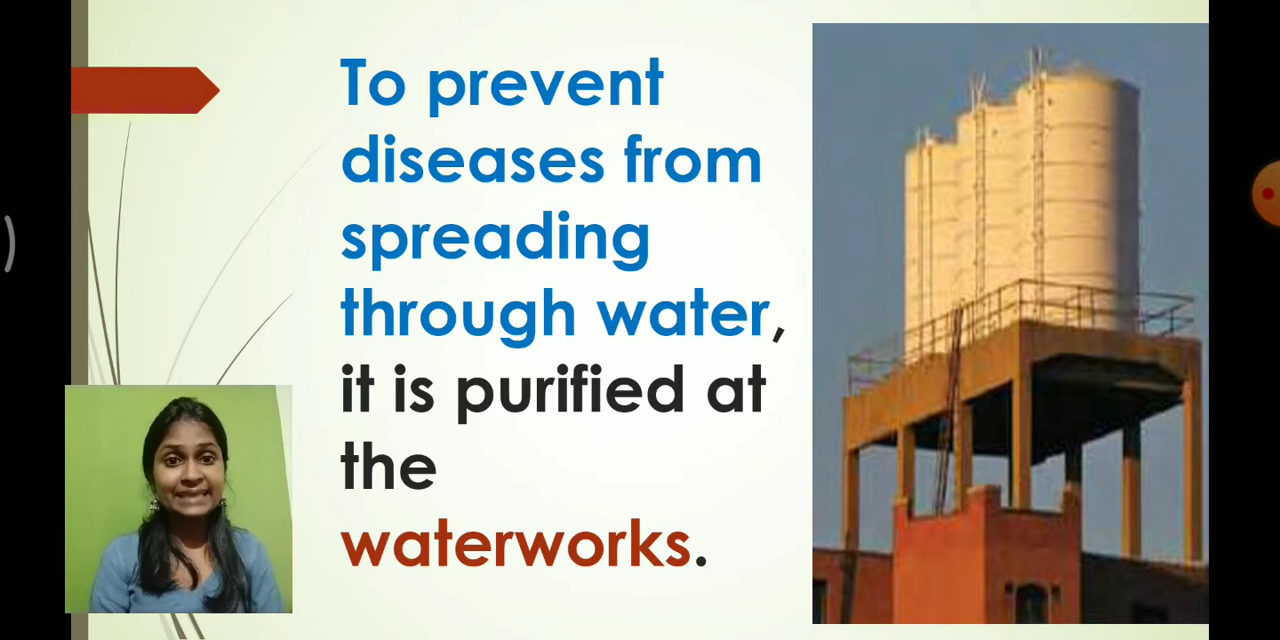 To prevent
diseases from
spreading
through water,
it is purified at
the
waterworks.